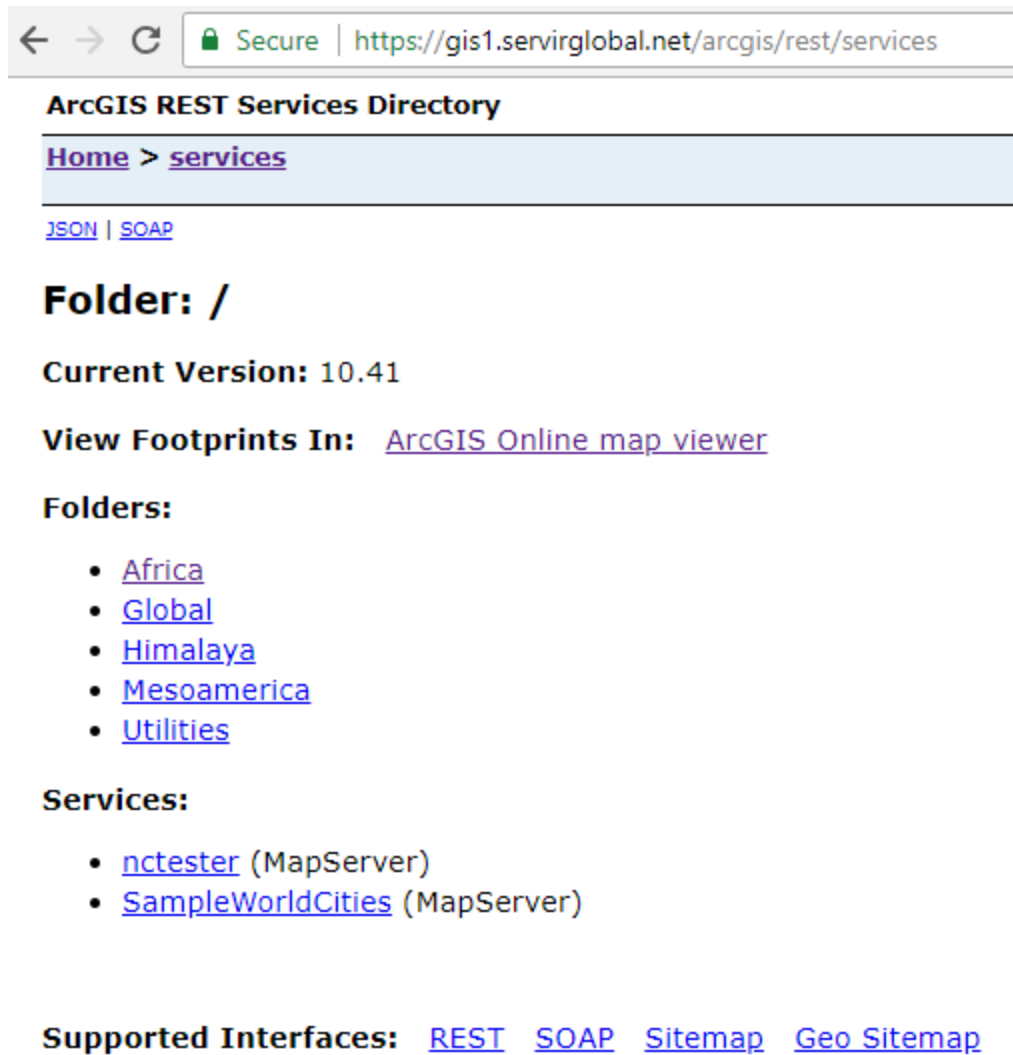 Secure | https://gis1.servirglobal.net/arcgis/rest/services
ArcGIS REST Services Directory
Home > services
JSON | SOAP
Folder: /
Current Version: 10.41
View Footprints In: ArcGIS Online map viewer
Folders:
• Africa
• Global
• Himalaya
• Mesoamerica
• Utilities
Services:
• nctester (MapServer)
• SampleWorldCities (MapServer)
Supported Interfaces: REST SOAP Sitemap Geo Sitemap